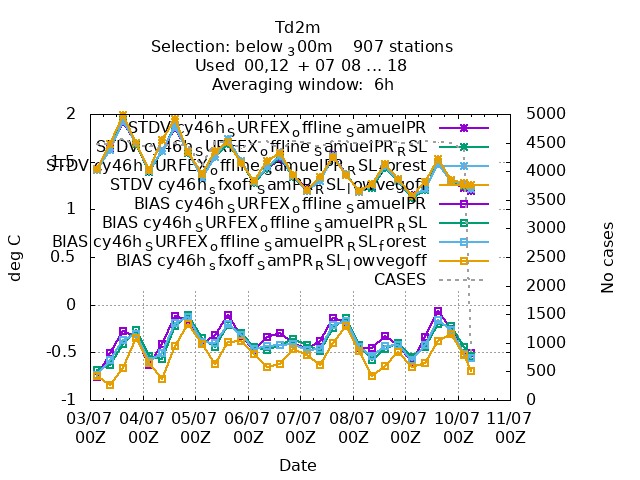 Td2m
Selection: below 300m 907 stations
Used 00,12 + 07 08 ... 18
Averaging window: 6h
STDV cy46h_SURFEX_offline_SamuelPR
STDV cy46h_SURFEX_offline_SamuelPR_RSL
STDV cy46h_SURFEX_offline_SamuelPR_RSL_forest
STDV cy46h_sfxoff_SamPR_RSL_lowvegoff
BIAS cy46h_SURFEX_offline_SamuelPR
BIAS cy46h_SURFEX_offline_SamuelPR_RSL
BIAS cy46h_SURFEX_offline_SamuelPR_RSL_forest
BIAS cy46h_sfxoff_SamPR_RSL_lowvegoff
CASES
2
1.5
1
0.5
0
-0.5
-1
deg C
5000
4500
4000
3500
3000
2500
2000
1500
1000
500
0
No cases
03/07 04/07 05/07 06/07 07/07 08/07 09/07 10/07 11/07
00Z 00Z 00Z 00Z 00Z 00Z 00Z 00Z 00Z
Date